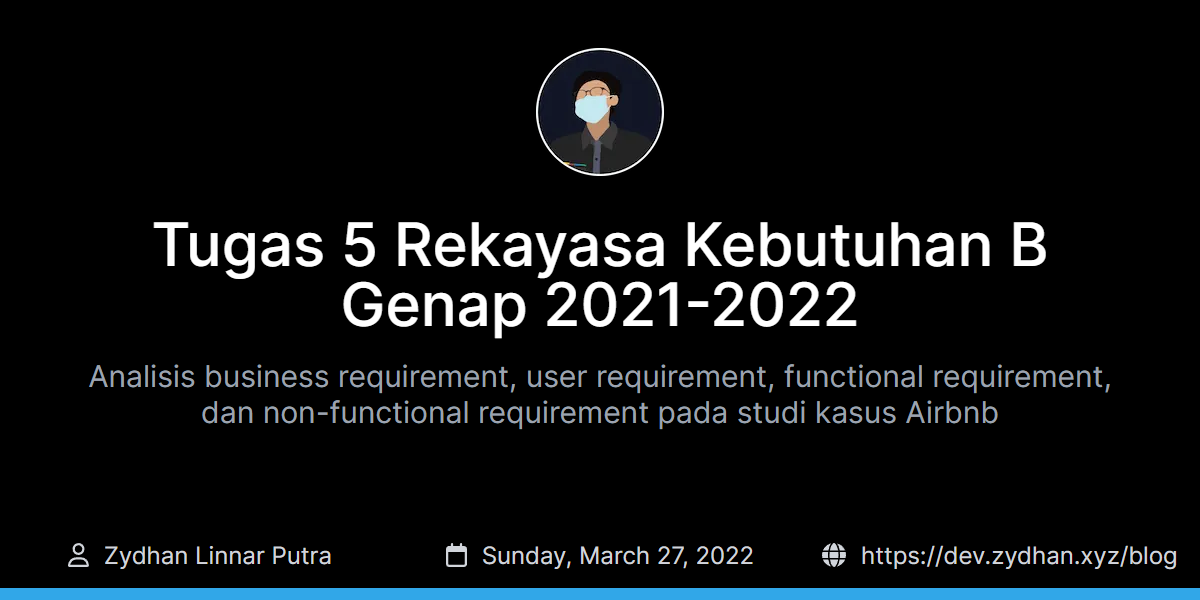 Tugas 5 Rekayasa Kebutuhan B
Genap 2021-2022
Analisis business requirement, user requirement, functional requirement,
dan non-functional requirement pada studi kasus Airbnb
Zydhan Linnar Putra
Sunday, March 27, 2022
https://dev.zydhan.xyz/blog